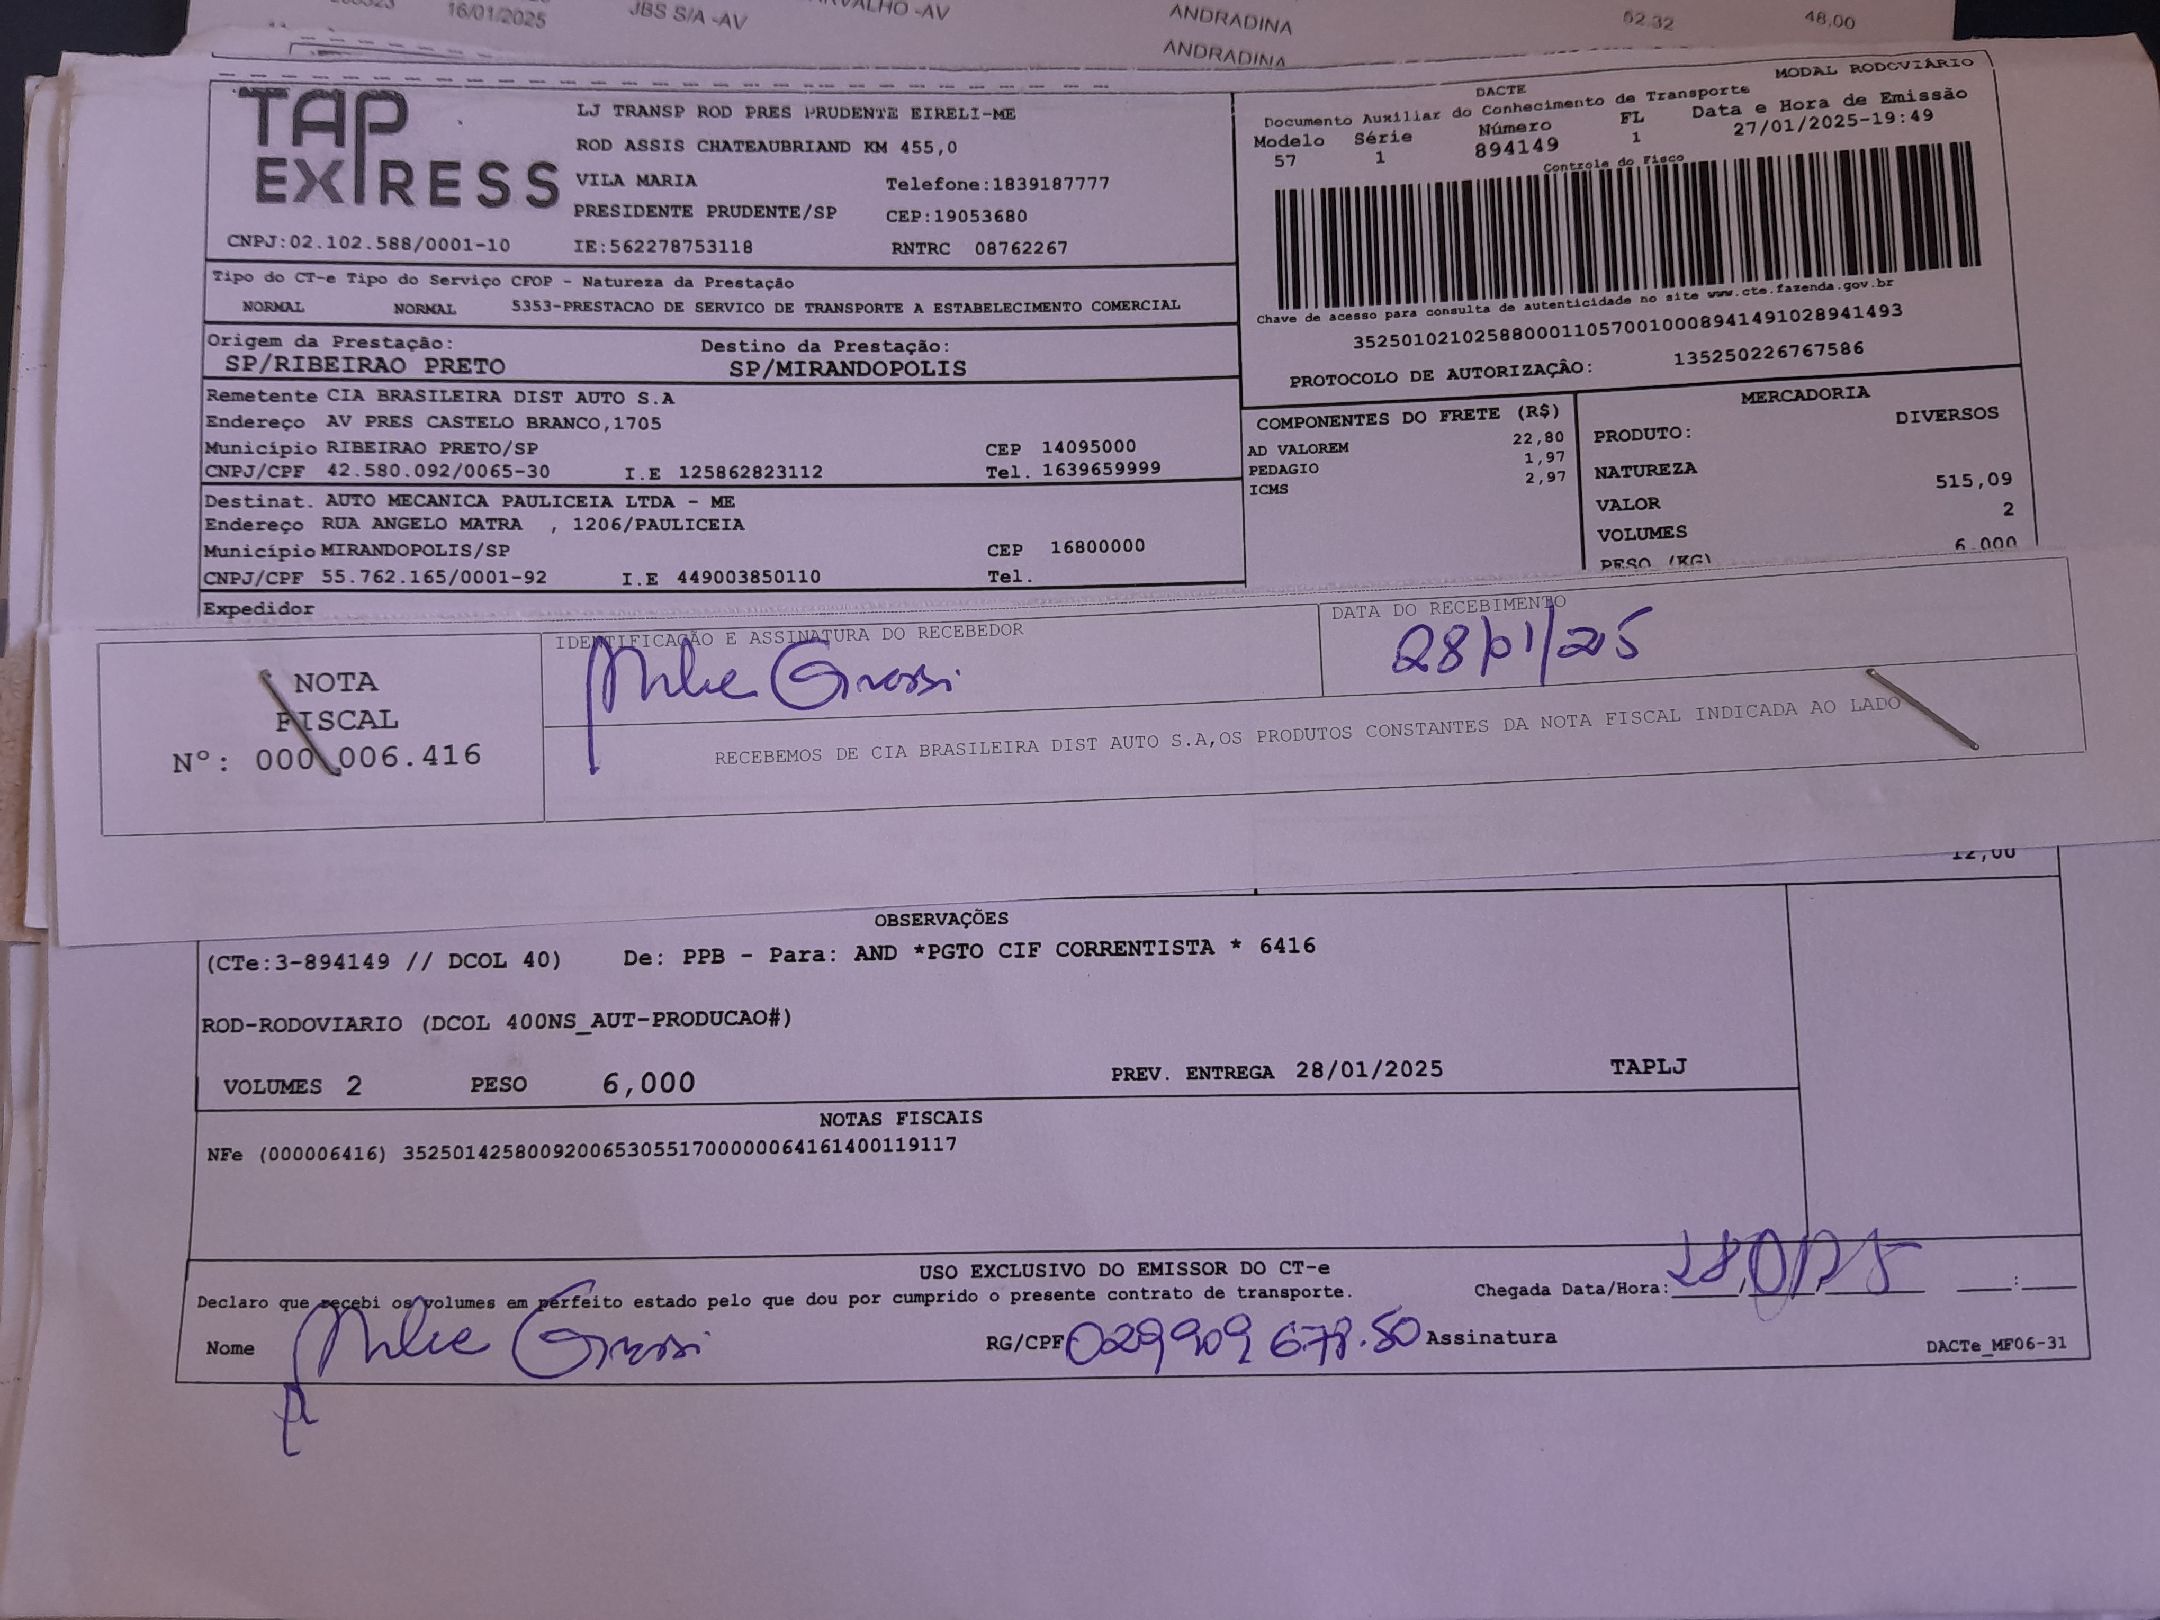 16/01/2025 JBS S/A -AV ANDRADINA 62.32 48,00
ANDRADINA
TAP EXPRESS
LJ TRANSP ROD PRES PRUDENTE EIRELI-ME
ROD ASSIS CHATEAUBRIAND KM 455,0
VILA MARIA Telefone:1839187777
PRESIDENTE PRUDENTE/SP CEP:19053680
CNPJ:02.102.588/0001-10 IE:562278753118 RNTRC 08762267
DACTE MODAL RODOVIÁRIO
Documento Auxiliar do Conhecimento de Transporte
Modelo Série Número FL Data e Hora de Emissão
57 1 894149 1 27/01/2025-19:49
Controle do Fisco
Chave de acesso para consulta de autenticidade no site www.cte.fazenda.gov.br
35250102102588000110570010008941491028941493
PROTOCOLO DE AUTORIZAÇÂO: 135250226767586
Tipo do CT-e Tipo do Serviço CFOP - Natureza da Prestação
NORMAL NORMAL 5353-PRESTACAO DE SERVICO DE TRANSPORTE A ESTABELECIMENTO COMERCIAL
Origem da Prestação: Destino da Prestação:
SP/RIBEIRAO PRETO SP/MIRANDOPOLIS
Remetente CIA BRASILEIRA DIST AUTO S.A
Endereço AV PRES CASTELO BRANCO,1705
Município RIBEIRAO PRETO/SP CEP 14095000
CNPJ/CPF 42.580.092/0065-30 I.E 125862823112 Tel. 1639659999
Destinat. AUTO MECANICA PAULICEIA LTDA - ME
Endereço RUA ANGELO MATRA , 1206/PAULICEIA
Município MIRANDOPOLIS/SP CEP 16800000
CNPJ/CPF 55.762.165/0001-92 I.E 449003850110 Tel.
Expedidor
COMPONENTES DO FRETE (R$)
AD VALOREM 22,80
PEDAGIO 1,97
ICMS 2,97
MERCADORIA
PRODUTO: DIVERSOS
NATUREZA
VALOR 515,09
VOLUMES 2
PESO (KG) 6.000
NOTA
FISCAL
Nº: 000.006.416
IDENTIFICAÇÃO E ASSINATURA DO RECEBEDOR
Grossi
DATA DO RECEBIMENTO
28/01/2025
RECEBEMOS DE CIA BRASILEIRA DIST AUTO S.A,OS PRODUTOS CONSTANTES DA NOTA FISCAL INDICADA AO LADO
12,00
OBSERVAÇÕES
(CTe:3-894149 // DCOL 40) De: PPB - Para: AND *PGTO CIF CORRENTISTA * 6416
ROD-RODOVIARIO (DCOL 400NS_AUT-PRODUCAO#)
VOLUMES 2 PESO 6,000 PREV. ENTREGA 28/01/2025 TAPLJ
NOTAS FISCAIS
NFe (000006416) 35250142580092006530551700000064161400119117
USO EXCLUSIVO DO EMISSOR DO CT-e
Declaro que recebi os volumes em perfeito estado pelo que dou por cumprido o presente contrato de transporte. Chegada Data/Hora: 28/01/25 :
Nome Grossi RG/CPF 029909678.50 Assinatura
DACTe_MF06-31